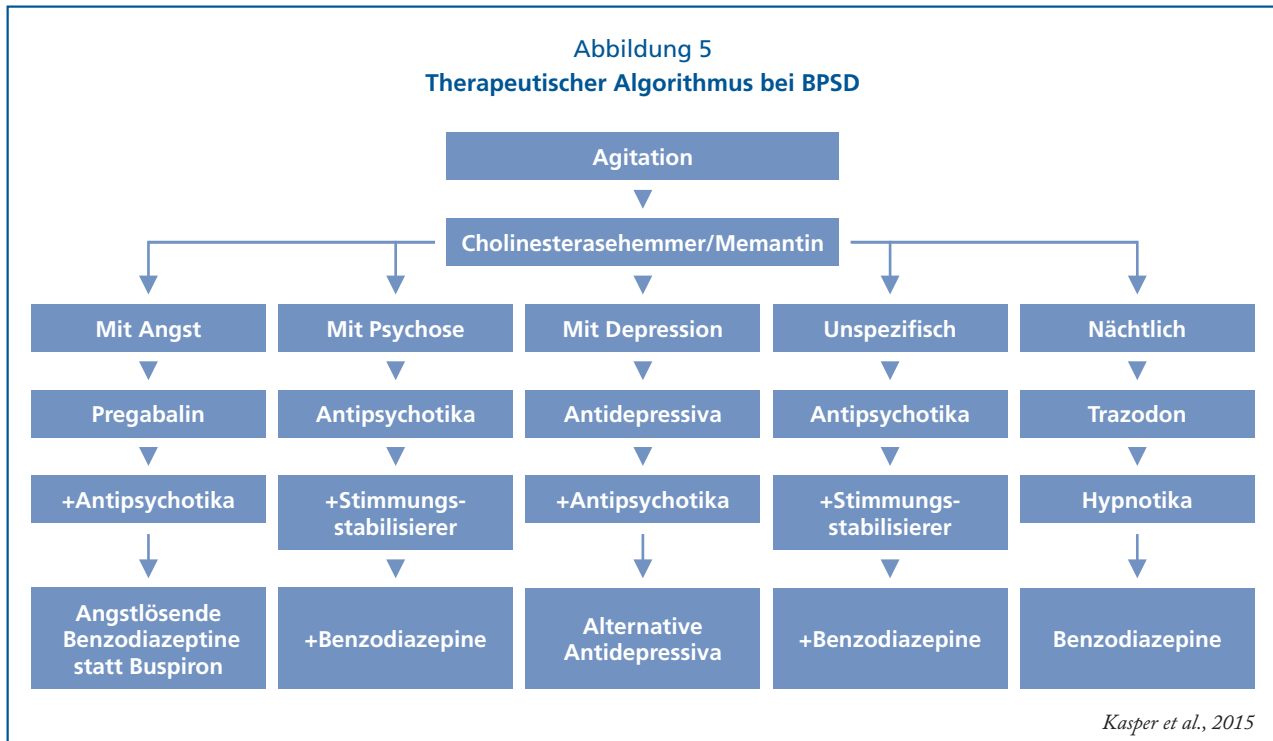 Abbildung 5
Therapeutischer Algorithmus bei BPSD
Agitation
Cholinesterasehemmer/Memantin
Mit Angst
Mit Psychose
Mit Depression
Unspezifisch
Nächtlich
Pregabalin
Antipsychotika
Antidepressiva
Antipsychotika
Trazodon
+Antipsychotika
+Stimmungs-
stabilisierer
+Antipsychotika
+Stimmungs-
stabilisierer
Hypnotika
Angstlösende
Benzodiazeptine
statt Buspiron
+Benzodiazepine
Alternative
Antidepressiva
+Benzodiazepine
Benzodiazepine
Kasper et al., 2015